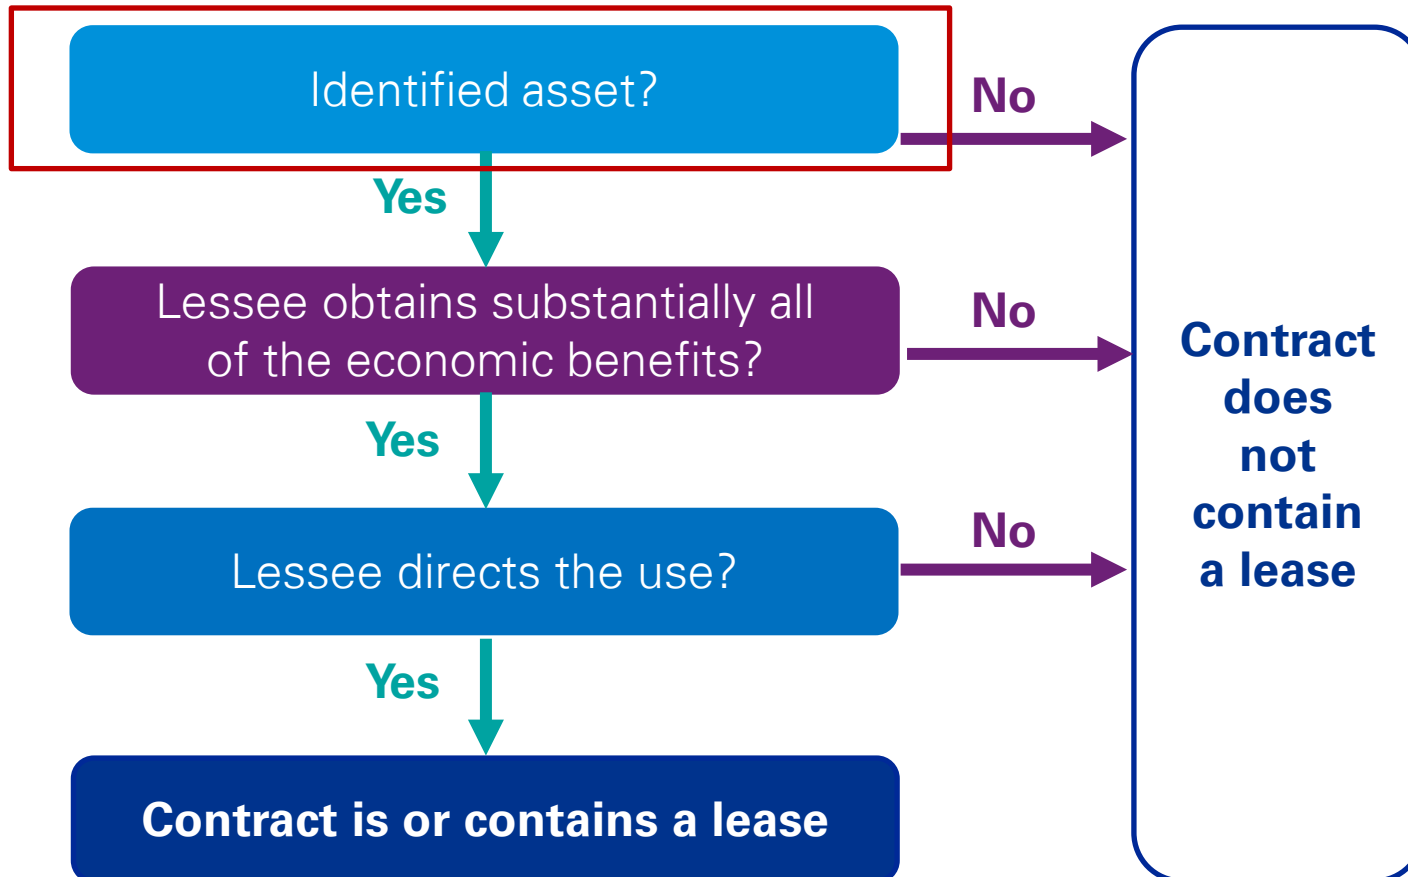 Identified asset?
No
Yes
Lessee obtains substantially all
of the economic benefits?
No
Yes
Lessee directs the use?
No
Yes
Contract is or contains a lease
Contract
does
not
contain
a lease